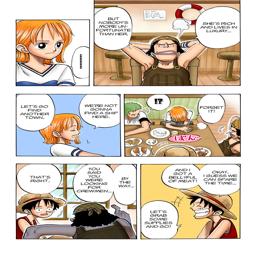 SHE'S RICH
AND LIVES IN
LUXURY...
BUT
NOBODY'S
MORE UN-
FORTUNATE
THAN HER.
FORGET
IT!
!?
WE'RE NOT
GONNA
FIND A SHIP
HERE.
LET'S GO
FIND
ANOTHER
TOWN.
OKAY,
I GUESS WE
CAN SPARE
THE TIME...
AND I
GOT A
BELLYFUL
OF MEAT!
LET'S
GRAB
SOME
SUPPLIES
AND GO!
BY THE
WAY...
YOU
SAID YOU
WERE
LOOKING
FOR
CREWMEN.
THAT'S
RIGHT.